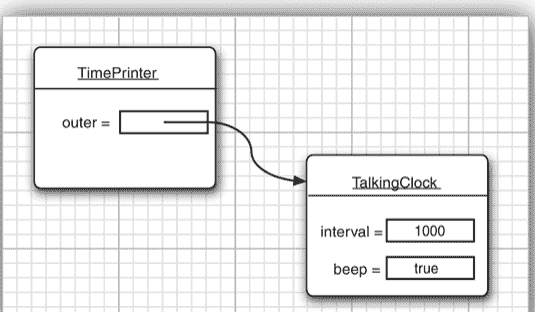 TimePrinter
outer =
TalkingClock
interval = 1000
beep = true